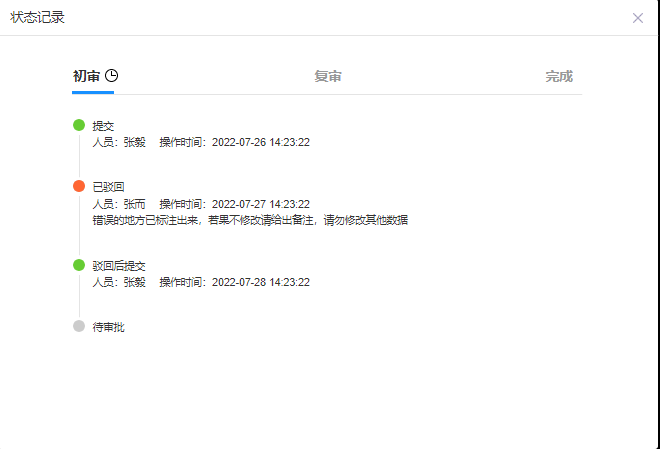 状态记录
初审 复审 完成
提交
人员：张毅 操作时间：2022-07-26 14:23:22
已驳回
人员：张而 操作时间：2022-07-27 14:23:22
错误的地方已标注出来，若果不修改请给出备注，请勿修改其他数据
驳回后提交
人员：张毅 操作时间：2022-07-28 14:23:22
待审批